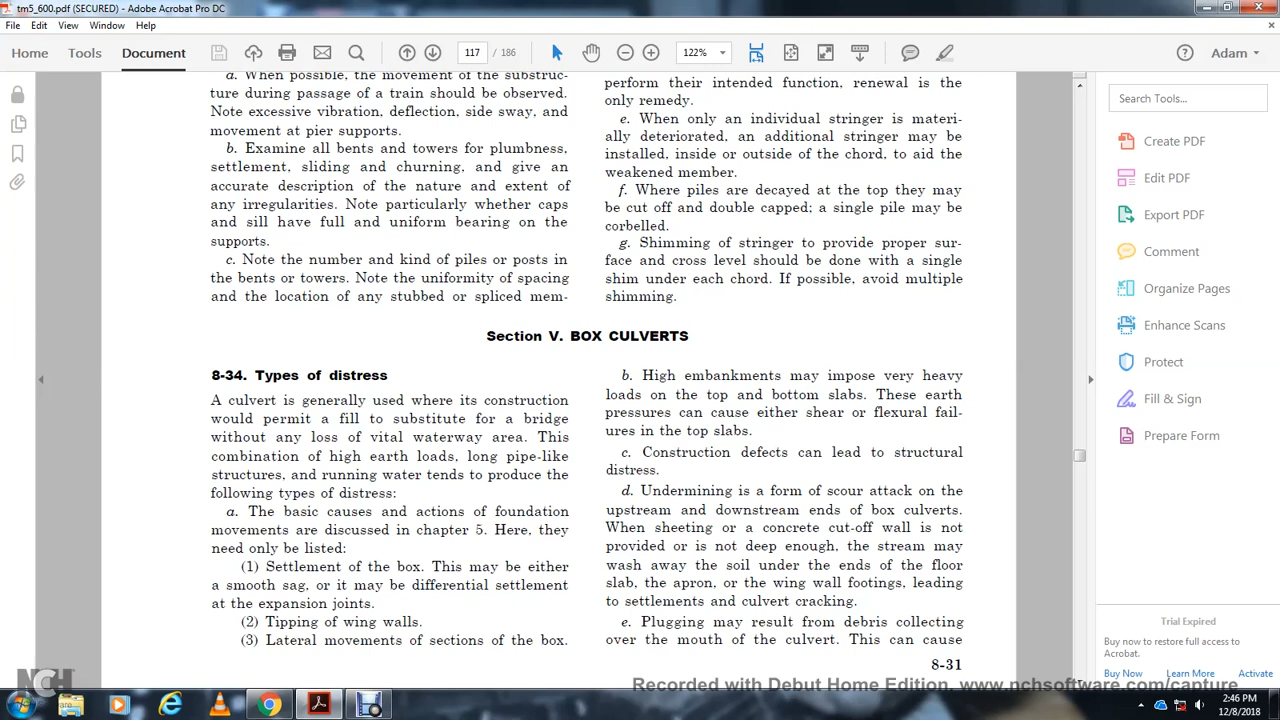 tm5_600.pdf (SECURED) - Adobe Acrobat Pro DC
File Edit View Window Help
Home Tools Document 117 / 186 122% Adam
a. When possible, the movement of the substruc-
ture during passage of a train should be observed.
Note excessive vibration, deflection, side sway, and
movement at pier supports.
b. Examine all bents and towers for plumbness,
settlement, sliding and churning, and give an
accurate description of the nature and extent of
any irregularities. Note particularly whether caps
and sill have full and uniform bearing on the
supports.
c. Note the number and kind of piles or posts in
the bents or towers. Note the uniformity of spacing
and the location of any stubbed or spliced mem-
perform their intended function, renewal is the
only remedy.
e. When only an individual stringer is materi-
ally deteriorated, an additional stringer may be
installed, inside or outside of the chord, to aid the
weakened member.
f. Where piles are decayed at the top they may
be cut off and double capped; a single pile may be
corbelled.
g. Shimming of stringer to provide proper sur-
face and cross level should be done with a single
shim under each chord. If possible, avoid multiple
shimming.
Section V. BOX CULVERTS
8-34. Types of distress
A culvert is generally used where its construction
would permit a fill to substitute for a bridge
without any loss of vital waterway area. This
combination of high earth loads, long pipe-like
structures, and running water tends to produce the
following types of distress:
a. The basic causes and actions of foundation
movements are discussed in chapter 5. Here, they
need only be listed:
(1) Settlement of the box. This may be either
a smooth sag, or it may be differential settlement
at the expansion joints.
(2) Tipping of wing walls.
(3) Lateral movements of sections of the box.
b. High embankments may impose very heavy
loads on the top and bottom slabs. These earth
pressures can cause either shear or flexural fail-
ures in the top slabs.
c. Construction defects can lead to structural
distress.
d. Undermining is a form of scour attack on the
upstream and downstream ends of box culverts.
When sheeting or a concrete cut-off wall is not
provided or is not deep enough, the stream may
wash away the soil under the ends of the floor
slab, the apron, or the wing wall footings, leading
to settlements and culvert cracking.
e. Plugging may result from debris collecting
over the mouth of the culvert. This can cause
8-31
Search Tools...
Create PDF
Edit PDF
Export PDF
Comment
Organize Pages
Enhance Scans
Protect
Fill & Sign
Prepare Form
Trial Expired
Buy now to restore full access to
Acrobat.
Buy Now Learn More Activate
NCH
Recorded with Debut Home Edition. www.nchsoftware.com/capture
2:46 PM
12/8/2018